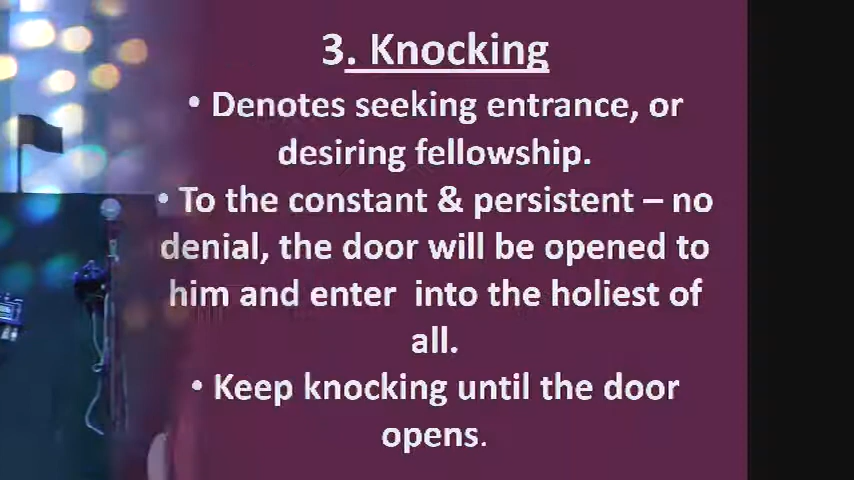 3. Knocking
• Denotes seeking entrance, or
desiring fellowship.
• To the constant & persistent – no
denial, the door will be opened to
him and enter into the holiest of
all.
• Keep knocking until the door
opens.